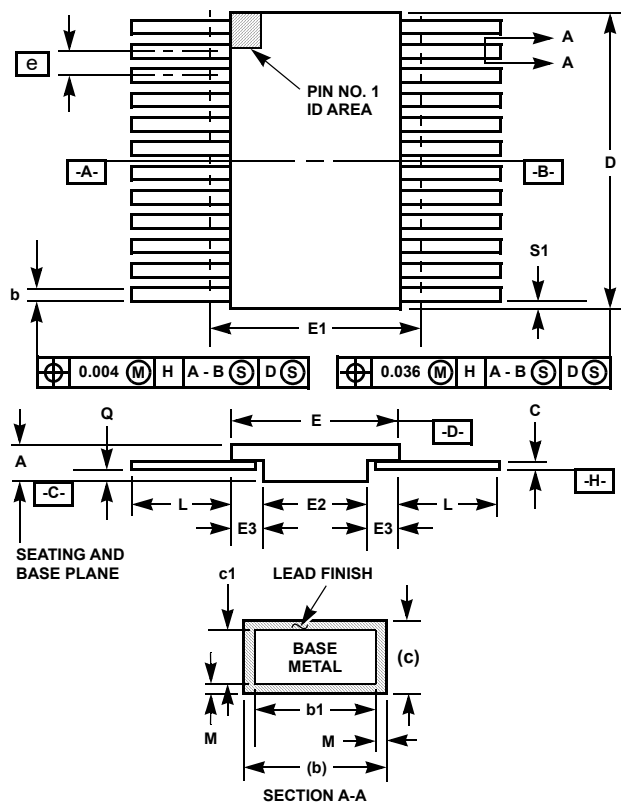 A
A
e
PIN NO. 1
ID AREA
D
-A-
-B-
S1
b
E1
0.004 M H A - B S D S
0.036 M H A - B S D S
Q
E
C
A
-D-
-C-
-H-
L
E2
L
E3
E3
SEATING AND
BASE PLANE
c1
LEAD FINISH
BASE
METAL
(c)
b1
M
M
(b)
SECTION A-A